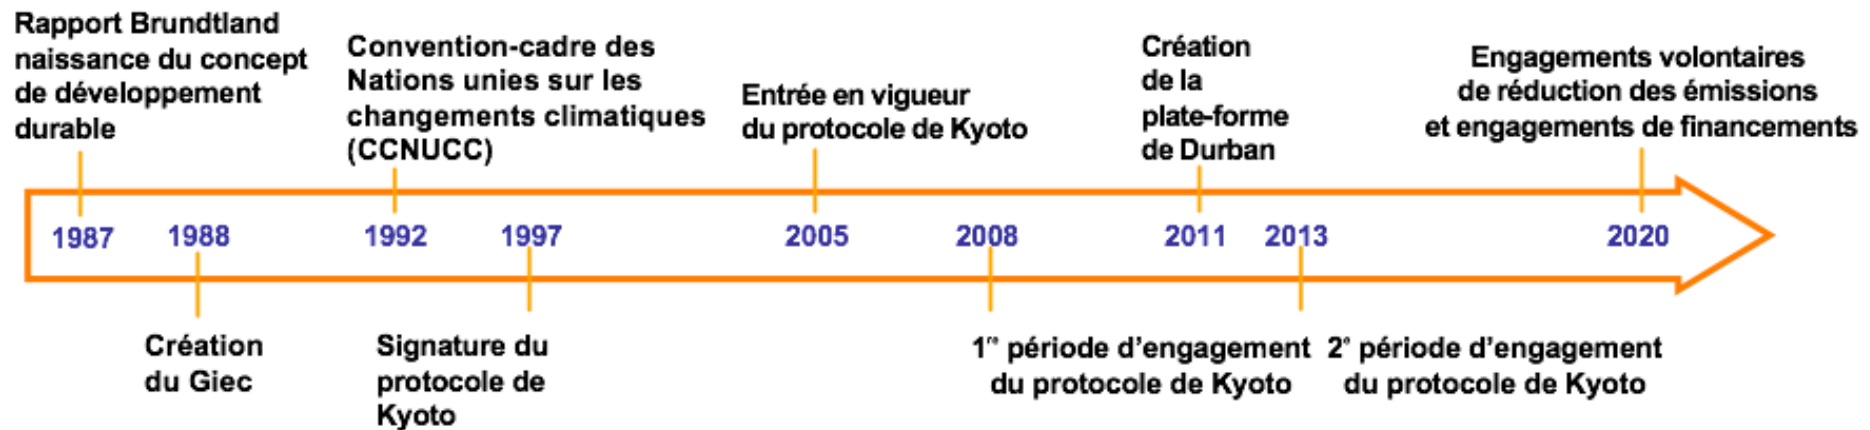 Rapport Brundtland
naissance du concept
de développement
durable
Convention-cadre des
Nations unies sur les
changements climatiques
(CCNUCC)
Entrée en vigueur
du protocole de Kyoto
Création
de la
plate-forme
de Durban
Engagements volontaires
de réduction des émissions
et engagements de financements
1987 1988 1992 1997 2005 2008 2011 2013 2020
Création
du Giec
Signature du
protocole de
Kyoto
1re période d'engagement
du protocole de Kyoto
2e période d'engagement
du protocole de Kyoto